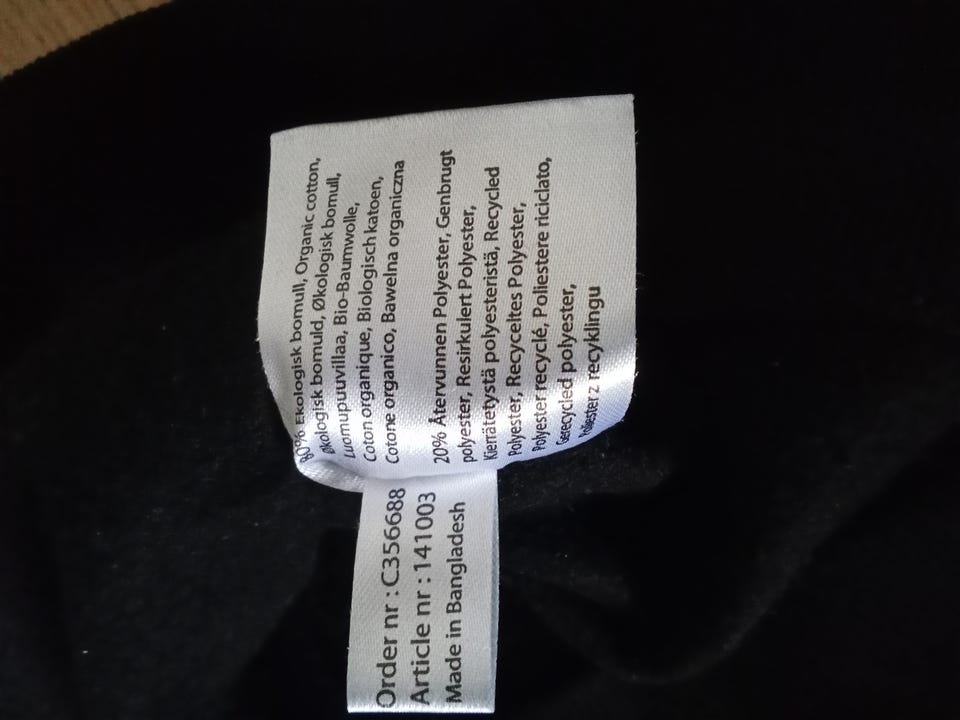 80% Ekologisk bomull, Organic cotton,
Økologisk bomuld, Økologisk bomull,
Luomupuuvillaa, Bio-Baumwolle,
Coton organique, Biologisch katoen,
Cotone organico, Bawelna organiczna
20% Återvunnen Polyester, Genbrugt
polyester, Resirkulert Polyester,
Kierrätetystä polyesteristä, Recycled
Polyester, Recyceltes Polyester,
Polyester recyclé, Poliestere riciclato,
Gerecycled polyester,
Poliester z recyklingu
Order nr : C356688
Article nr : 141003
Made in Bangladesh